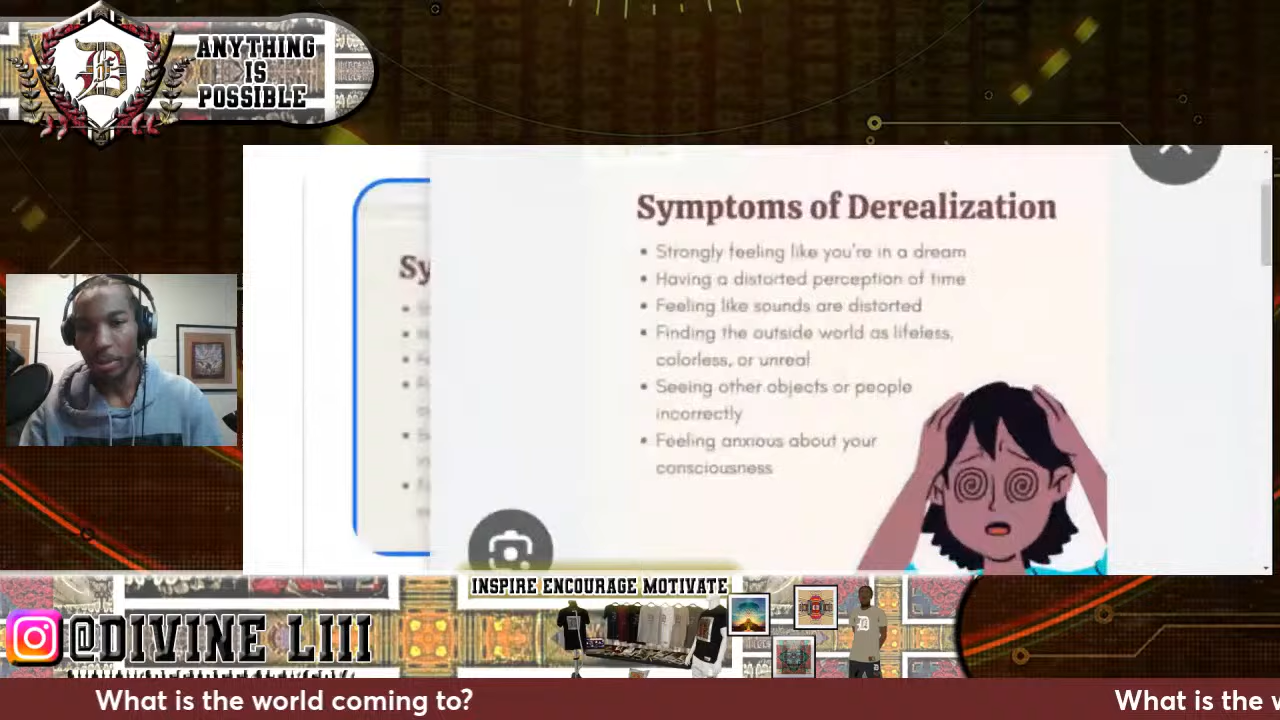 ANYTHING
IS
POSSIBLE
D
Sy
Symptoms of Derealization
• Strongly feeling like you're in a dream
• Having a distorted perception of time
• Feeling like sounds are distorted
• Finding the outside world as lifeless,
colorless, or unreal
• Seeing other objects or people
incorrectly
• Feeling anxious about your
consciousness
INSPIRE ENCOURAGE MOTIVATE
@DIVINE LIII
What is the world coming to?
What is the w